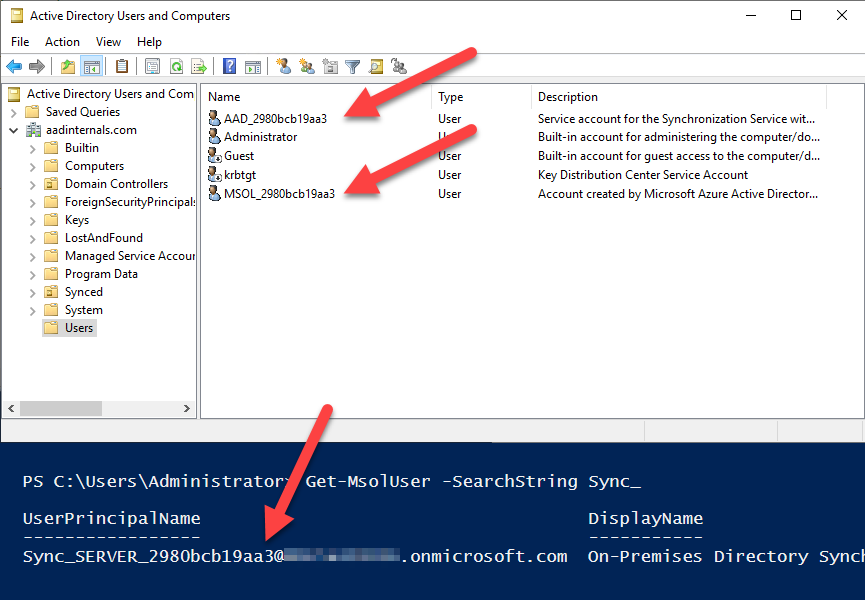 Active Directory Users and Computers
File Action View Help
Active Directory Users and Com
Saved Queries
aadinternals.com
Builtin
Computers
Domain Controllers
ForeignSecurityPrincipals
Keys
LostAndFound
Managed Service Accoun
Program Data
Synced
System
Users
Name Type Description
AAD_2980bcb19aa3 User Service account for the Synchronization Service wit...
Administrator User Built-in account for administering the computer/do...
Guest User Built-in account for guest access to the computer/d...
krbtgt User Key Distribution Center Service Account
MSOL_2980bcb19aa3 User Account created by Microsoft Azure Active Director...
PS C:\Users\Administrator> Get-MsolUser -SearchString Sync_
UserPrincipalName DisplayName
----------------- -----------
Sync_SERVER_2980bcb19aa3@ .onmicrosoft.com On-Premises Directory Synch